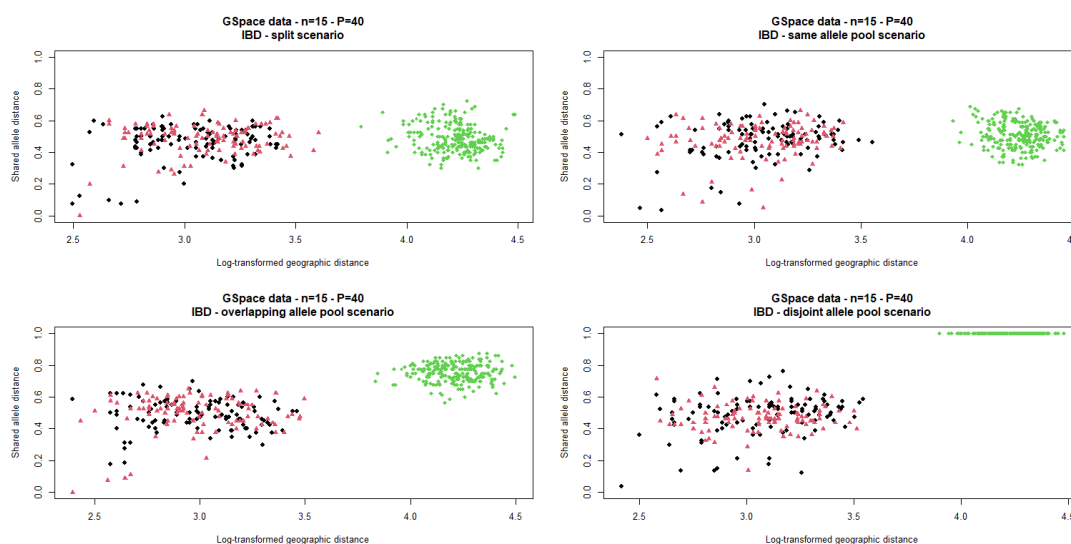 GSpace data - n=15 - P=40
IBD - split scenario
Shared allele distance
0.0 0.2 0.4 0.6 0.8 1.0
2.5 3.0 3.5 4.0 4.5
Log-transformed geographic distance
GSpace data - n=15 - P=40
IBD - same allele pool scenario
Shared allele distance
0.0 0.2 0.4 0.6 0.8 1.0
2.5 3.0 3.5 4.0 4.5
Log-transformed geographic distance
GSpace data - n=15 - P=40
IBD - overlapping allele pool scenario
Shared allele distance
0.0 0.2 0.4 0.6 0.8 1.0
2.5 3.0 3.5 4.0 4.5
Log-transformed geographic distance
GSpace data - n=15 - P=40
IBD - disjoint allele pool scenario
Shared allele distance
0.0 0.2 0.4 0.6 0.8 1.0
2.5 3.0 3.5 4.0 4.5
Log-transformed geographic distance